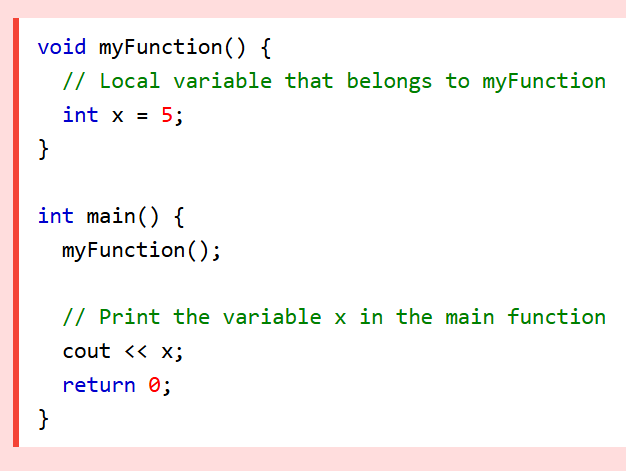 void myFunction() {
  // Local variable that belongs to myFunction
  int x = 5;
}

int main() {
  myFunction();

  // Print the variable x in the main function
  cout << x;
  return 0;
}